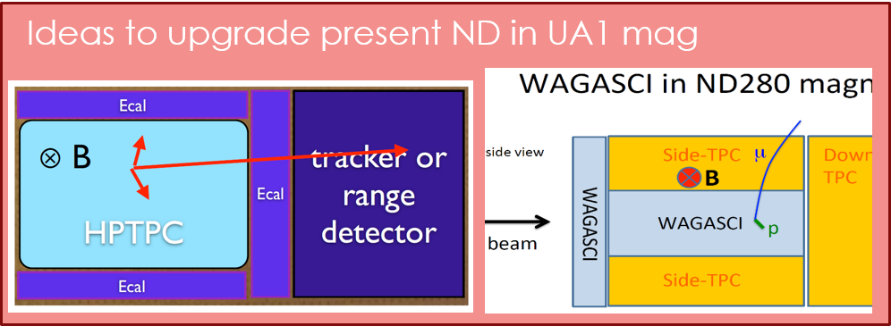 Ideas to upgrade present ND in UA1 mag
Ecal
⊗ B
HPTPC
Ecal
Ecal
tracker or
range
detector
WAGASCI in ND280 magn
side view
beam
WAGASCI
Side-TPC
μ
B
WAGASCI
p
Side-TPC
Down
TPC